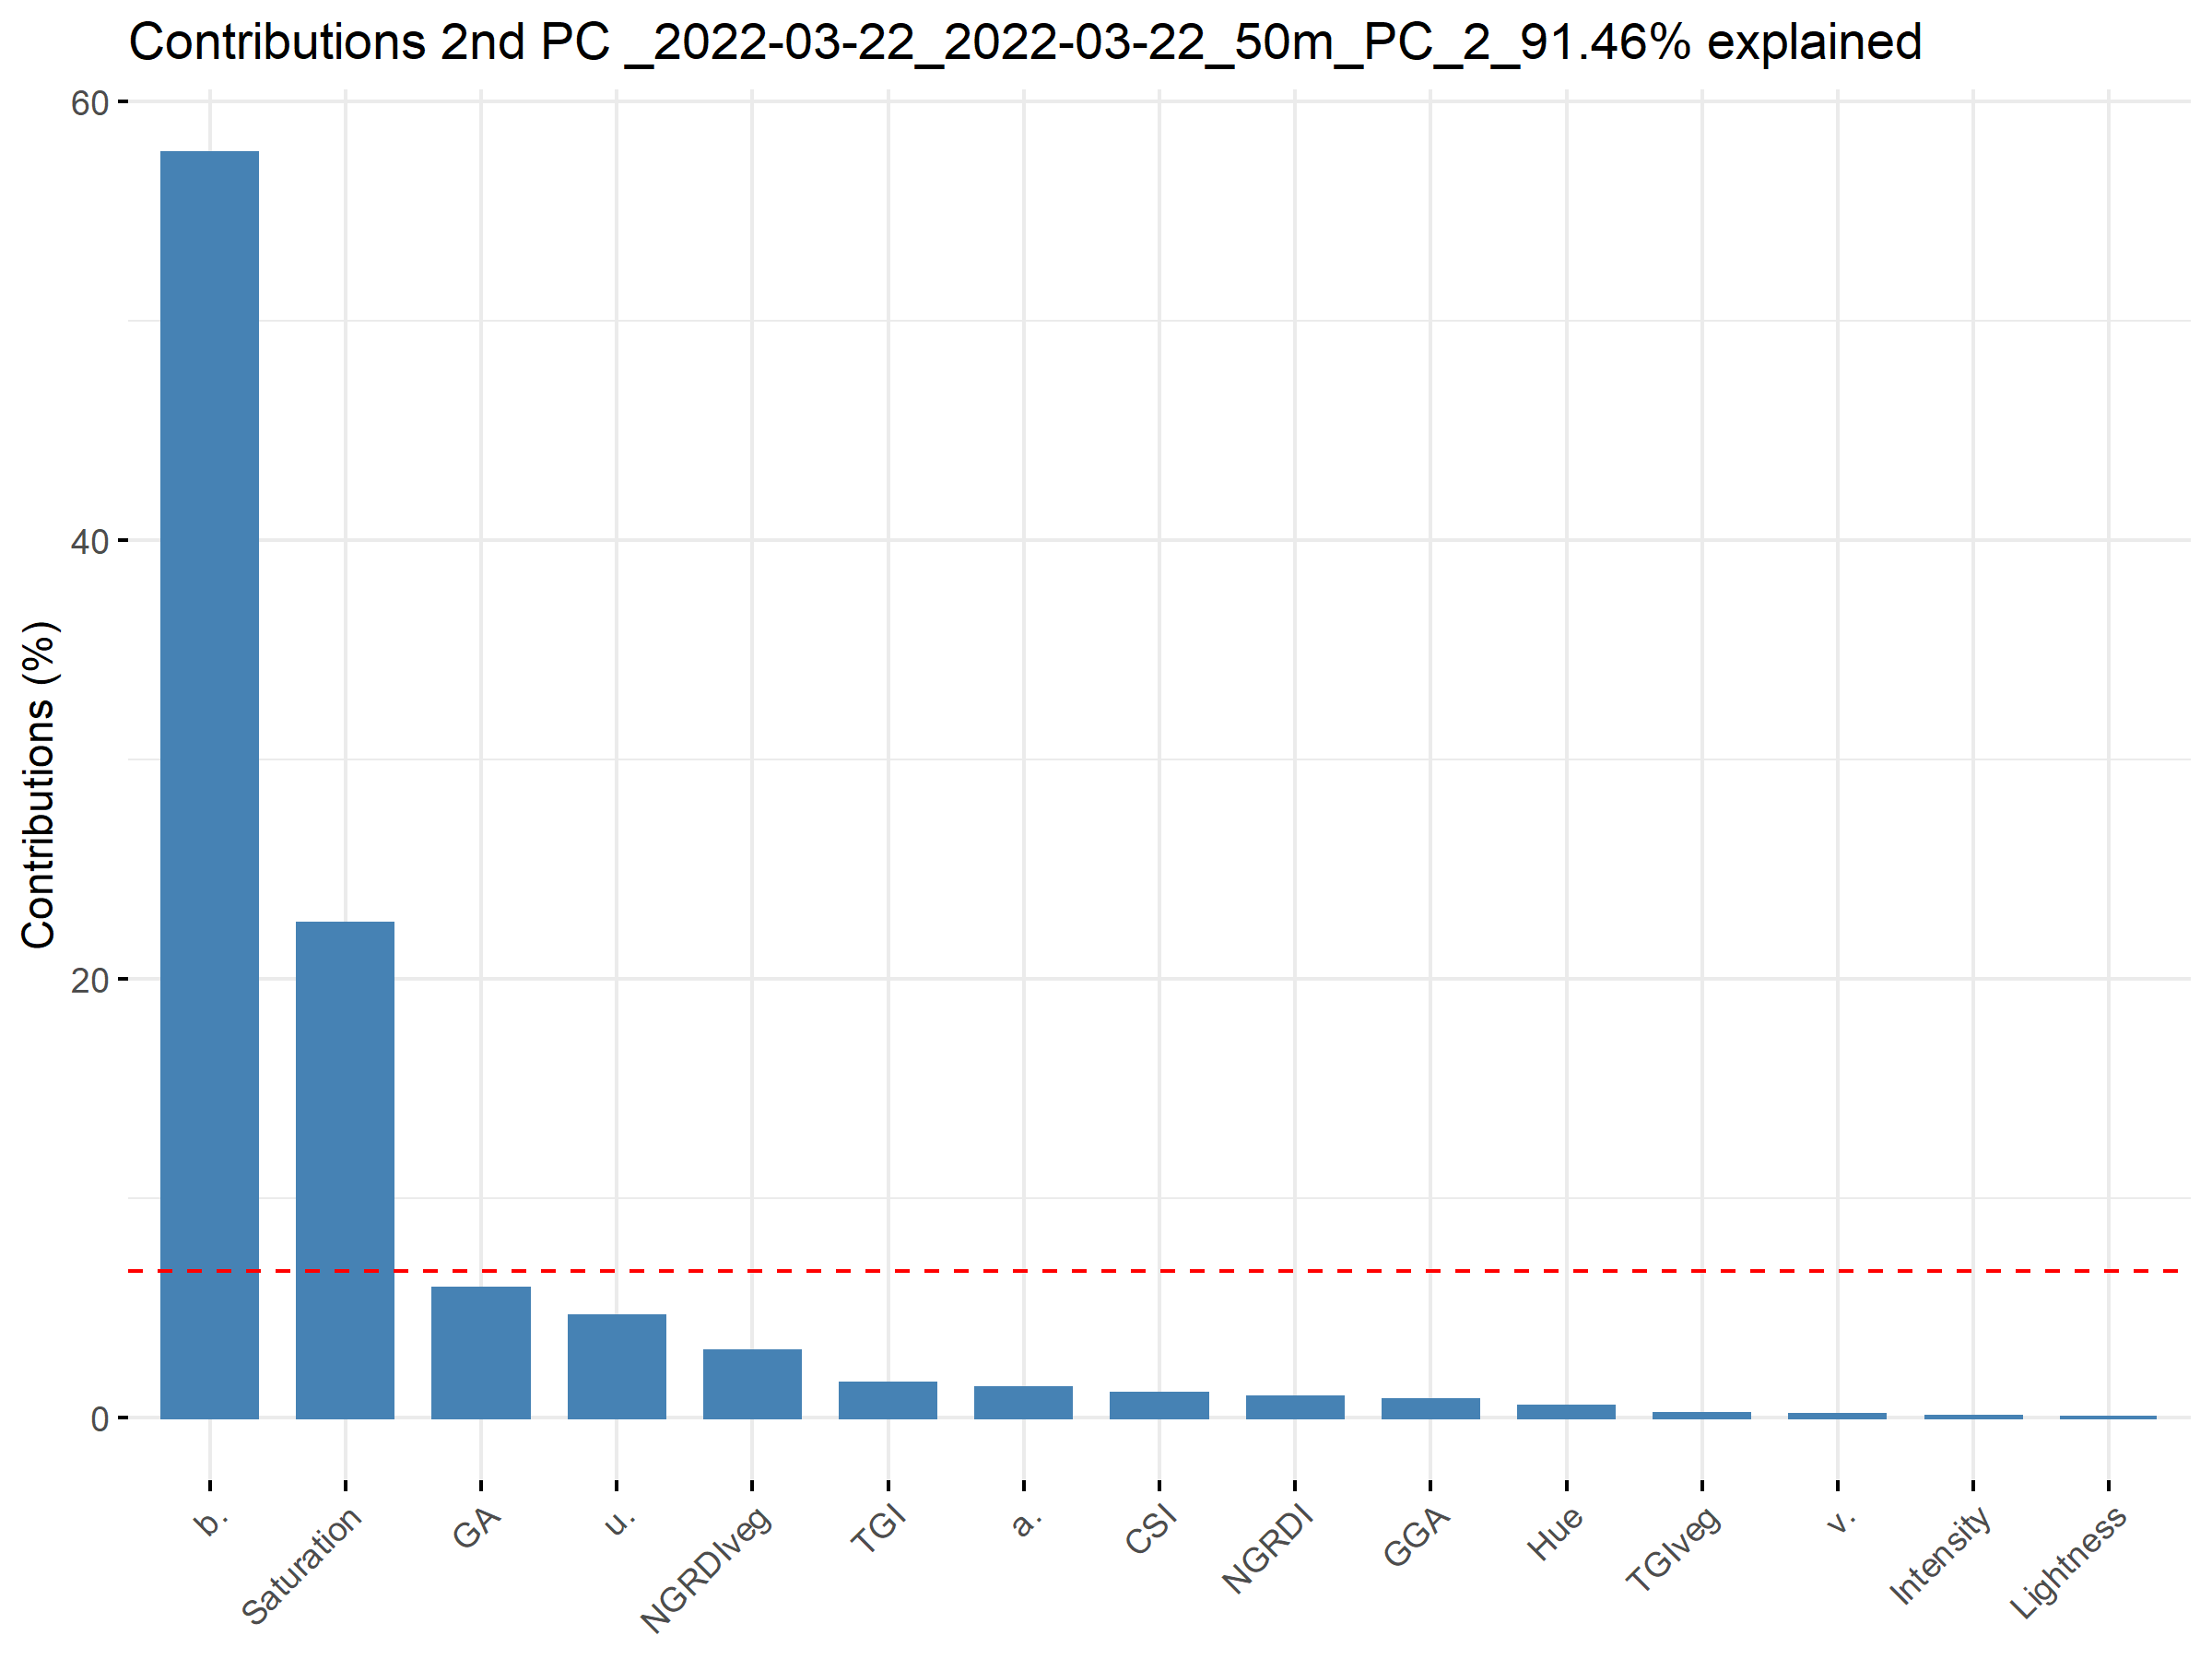 Contributions 2nd PC _2022-03-22_2022-03-22_50m_PC_2_91.46% explained
Contributions (%)
60
40
20
0
b.
Saturation
GA
u.
NGRDIveg
TGI
a.
CSI
NGRDI
GGA
Hue
TGIveg
v.
Intensity
Lightness